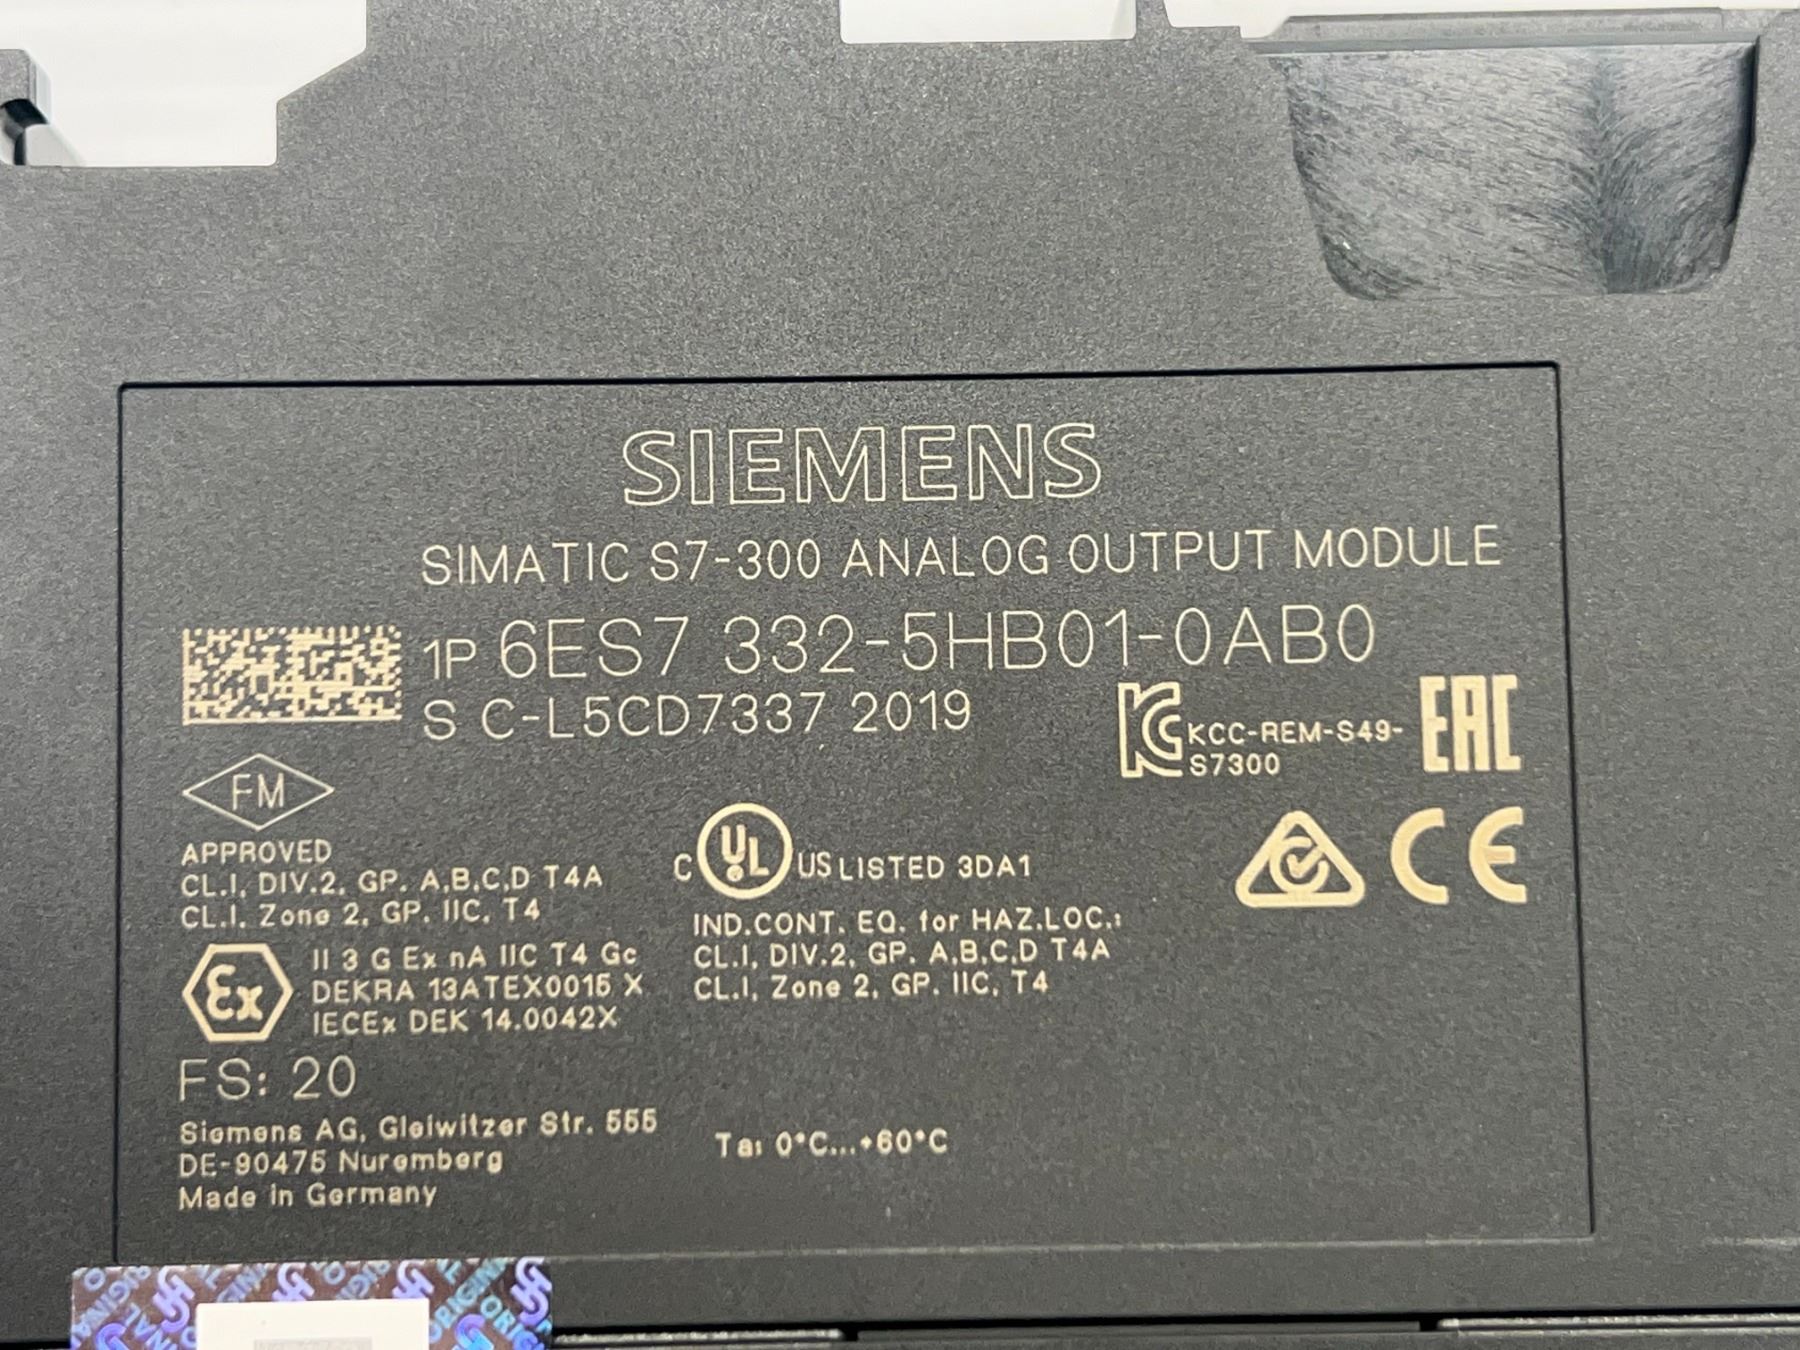 SIEMENS
SIMATIC S7-300 ANALOG OUTPUT MODULE
1P 6ES7 332-5HB01-0AB0
S C-L5CD7337 2019
KCC-REM-S49-
S7300
EAC
FM
APPROVED
CL.I, DIV.2, GP. A,B,C,D T4A
CL.I, Zone 2, GP. IIC, T4
C UL US LISTED 3DA1
IND.CONT. EQ. for HAZ.LOC.:
CL.I, DIV.2, GP. A,B,C,D T4A
CL.I, Zone 2, GP. IIC, T4
CE
Ex
II 3 G Ex nA IIC T4 Gc
DEKRA 13ATEX0015 X
IECEx DEK 14.0042X
FS: 20
Siemens AG, Gleiwitzer Str. 555
DE-90475 Nuremberg
Made in Germany
Ta: 0°C...+60°C